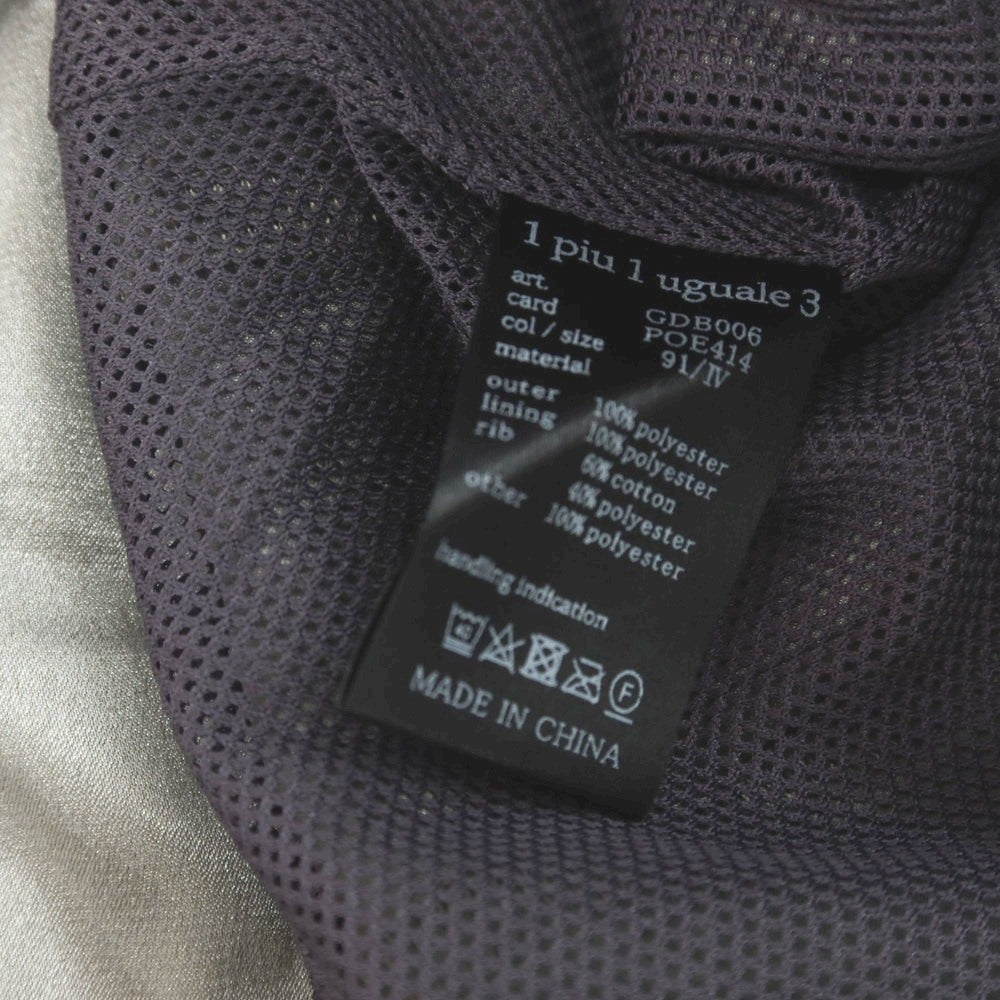 1 piu 1 uguale 3
art. GDB006
card POE414
col / size 91/IV
material
outer 100% polyester
lining 100% polyester
rib 60% cotton
40% polyester
other 100% polyester
handling indication
F
MADE IN CHINA